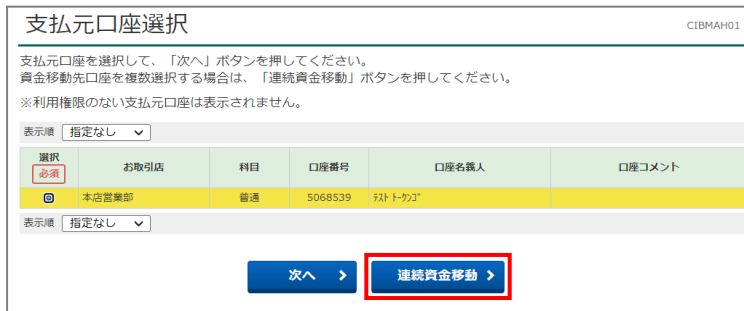 支払元口座選択
CIBMAH01
支払元口座を選択して、「次へ」ボタンを押してください。
資金移動先口座を複数選択する場合は、「連続資金移動」ボタンを押してください。
※利用権限のない支払元口座は表示されません。
表示順 指定なし
選択 必須 お取引店 科目 口座番号 口座名義人 口座コメント
本店営業部 普通 5068539 ﾃｽﾄ ﾄｰｸﾝｺﾞ
表示順 指定なし
次へ 連続資金移動